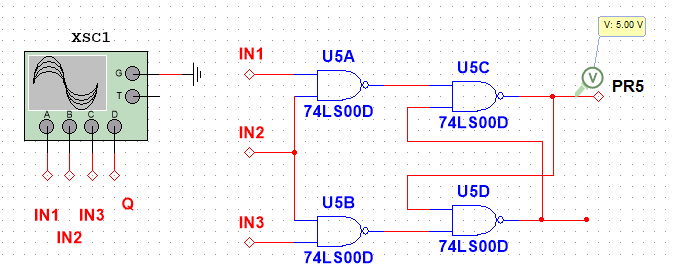 XSC1
G
T
A B C D
IN1
IN2
IN3
Q
IN1
IN2
IN3
U5A
74LS00D
U5B
74LS00D
U5C
74LS00D
U5D
74LS00D
V: 5.00 V
V
PR5